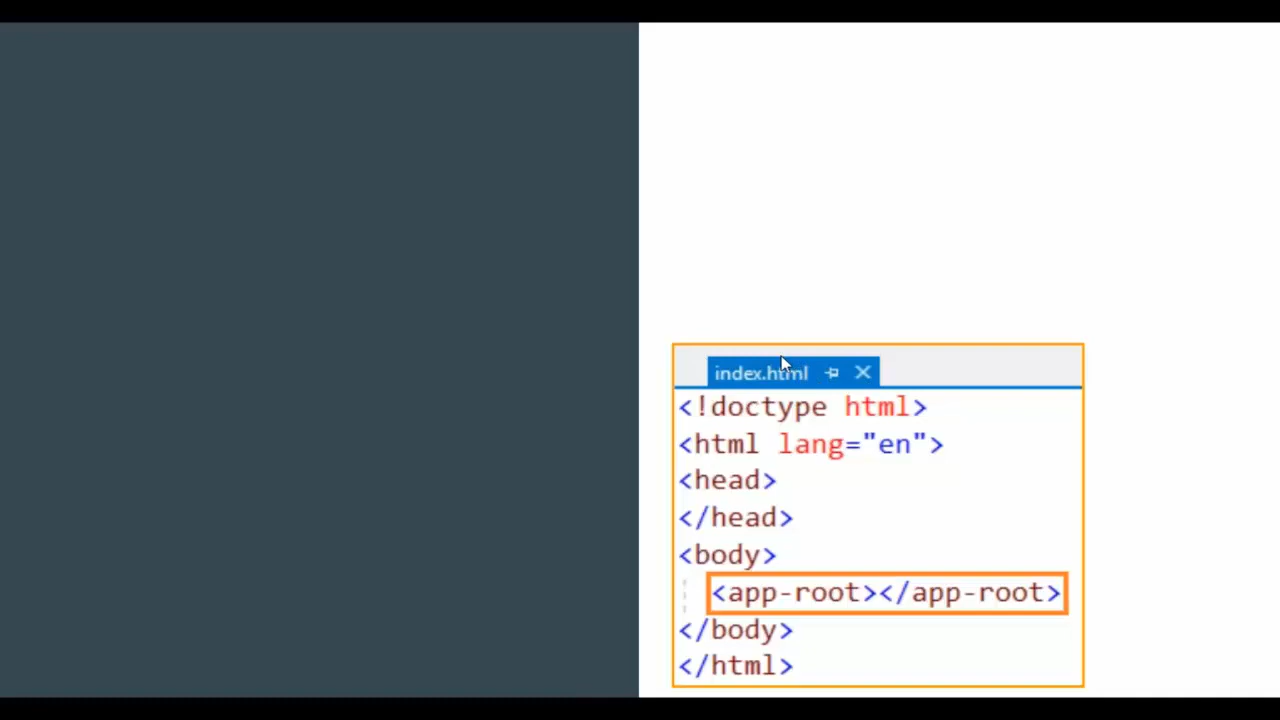 index.html
<!doctype html>
<html lang="en">
<head>
</head>
<body>
<app-root></app-root>
</body>
</html>